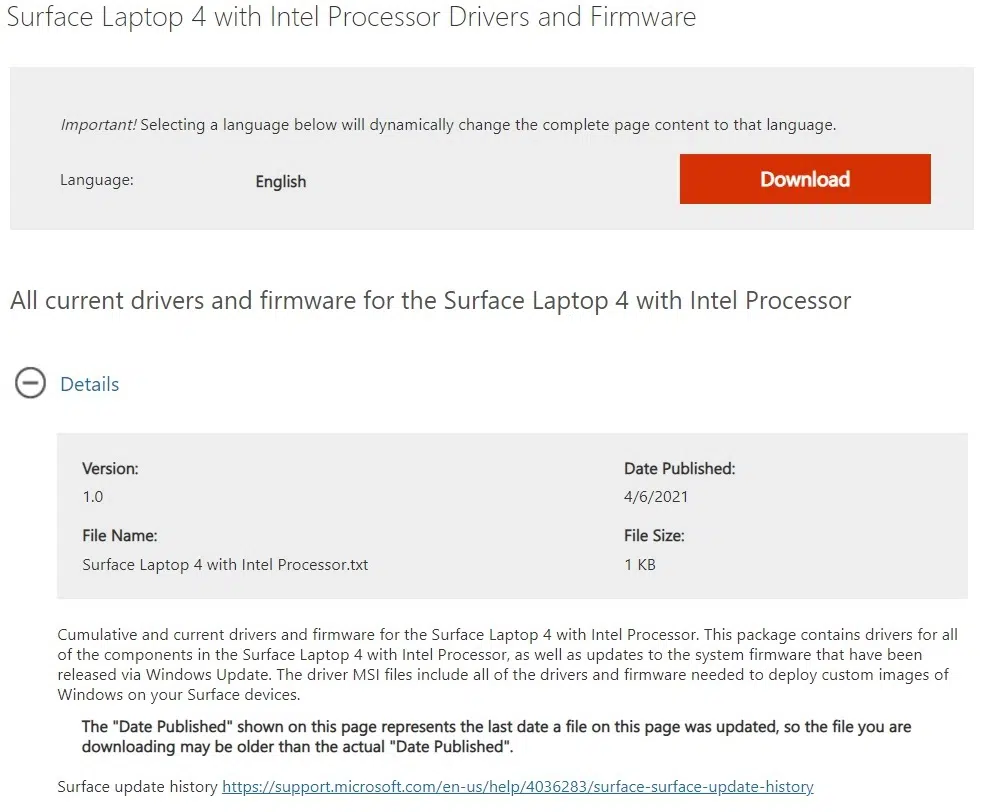 Surface Laptop 4 with Intel Processor Drivers and Firmware
Important! Selecting a language below will dynamically change the complete page content to that language.
Language:
English
Download
All current drivers and firmware for the Surface Laptop 4 with Intel Processor
Details
Version:
1.0
Date Published:
4/6/2021
File Name:
Surface Laptop 4 with Intel Processor.txt
File Size:
1 KB
Cumulative and current drivers and firmware for the Surface Laptop 4 with Intel Processor. This package contains drivers for all
of the components in the Surface Laptop 4 with Intel Processor, as well as updates to the system firmware that have been
released via Windows Update. The driver MSI files include all of the drivers and firmware needed to deploy custom images of
Windows on your Surface devices.
The "Date Published" shown on this page represents the last date a file on this page was updated, so the file you are
downloading may be older than the actual "Date Published".
Surface update history https://support.microsoft.com/en-us/help/4036283/surface-surface-update-history